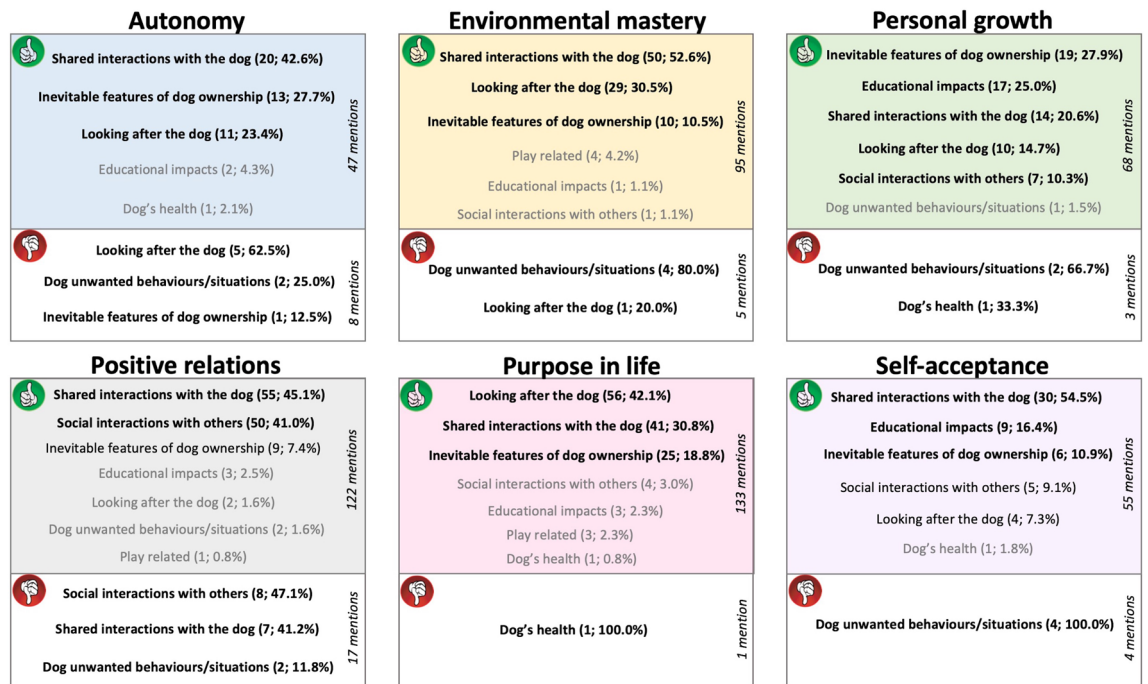 Autonomy
Shared interactions with the dog (20; 42.6%)
Inevitable features of dog ownership (13; 27.7%)
Looking after the dog (11; 23.4%)
Educational impacts (2; 4.3%)
Dog's health (1; 2.1%)
47 mentions
Looking after the dog (5; 62.5%)
Dog unwanted behaviours/situations (2; 25.0%)
Inevitable features of dog ownership (1; 12.5%)
8 mentions
Environmental mastery
Shared interactions with the dog (50; 52.6%)
Looking after the dog (29; 30.5%)
Inevitable features of dog ownership (10; 10.5%)
Play related (4; 4.2%)
Educational impacts (1; 1.1%)
Social interactions with others (1; 1.1%)
95 mentions
Dog unwanted behaviours/situations (4; 80.0%)
Looking after the dog (1; 20.0%)
5 mentions
Personal growth
Inevitable features of dog ownership (19; 27.9%)
Educational impacts (17; 25.0%)
Shared interactions with the dog (14; 20.6%)
Looking after the dog (10; 14.7%)
Social interactions with others (7; 10.3%)
Dog unwanted behaviours/situations (1; 1.5%)
68 mentions
Dog unwanted behaviours/situations (2; 66.7%)
Dog's health (1; 33.3%)
3 mentions
Positive relations
Shared interactions with the dog (55; 45.1%)
Social interactions with others (50; 41.0%)
Inevitable features of dog ownership (9; 7.4%)
Educational impacts (3; 2.5%)
Looking after the dog (2; 1.6%)
Dog unwanted behaviours/situations (2; 1.6%)
Play related (1; 0.8%)
122 mentions
Social interactions with others (8; 47.1%)
Shared interactions with the dog (7; 41.2%)
Dog unwanted behaviours/situations (2; 11.8%)
17 mentions
Purpose in life
Looking after the dog (56; 42.1%)
Shared interactions with the dog (41; 30.8%)
Inevitable features of dog ownership (25; 18.8%)
Social interactions with others (4; 3.0%)
Educational impacts (3; 2.3%)
Play related (3; 2.3%)
Dog's health (1; 0.8%)
133 mentions
Dog's health (1; 100.0%)
1 mention
Self-acceptance
Shared interactions with the dog (30; 54.5%)
Educational impacts (9; 16.4%)
Inevitable features of dog ownership (6; 10.9%)
Social interactions with others (5; 9.1%)
Looking after the dog (4; 7.3%)
Dog's health (1; 1.8%)
55 mentions
Dog unwanted behaviours/situations (4; 100.0%)
4 mentions